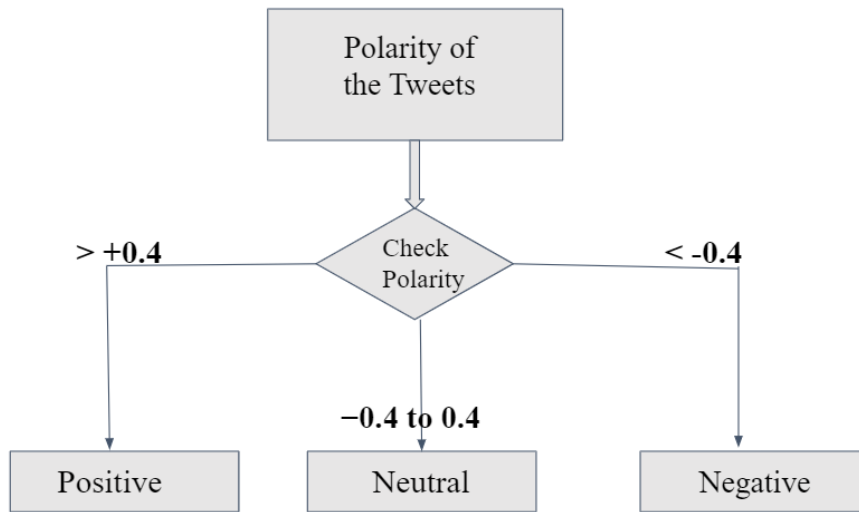 Polarity of
the Tweets
> +0.4
Check
Polarity
< -0.4
−0.4 to 0.4
Positive
Neutral
Negative